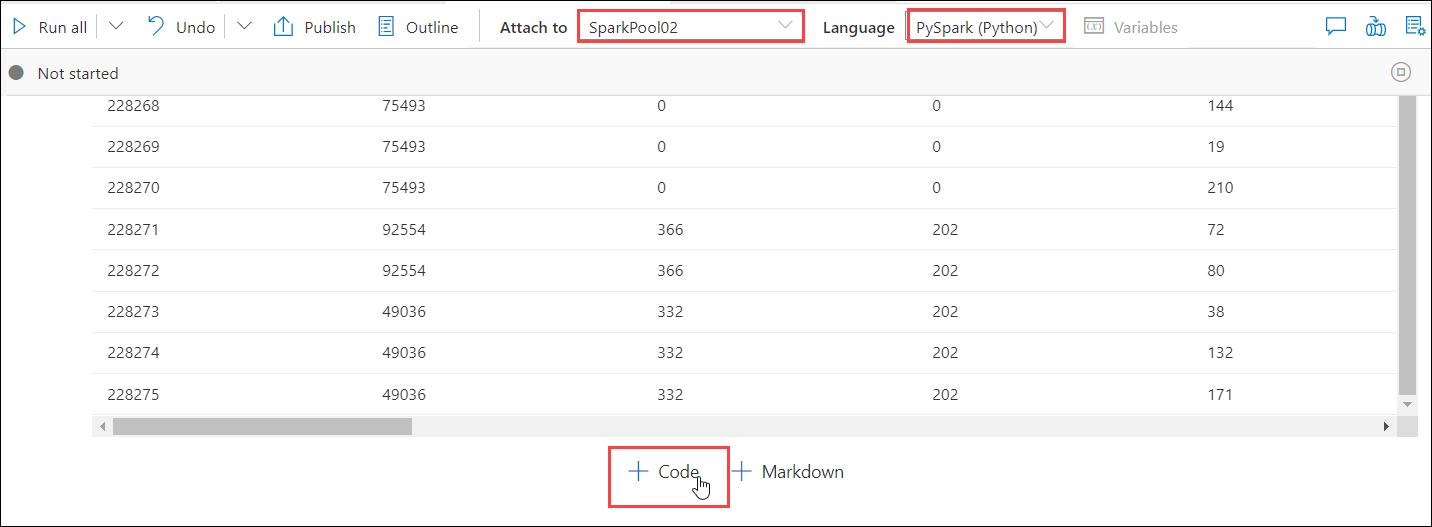 Run all Undo Publish Outline Attach to SparkPool02 Language PySpark (Python) Variables
Not started
228268 75493 0 0 144
228269 75493 0 0 19
228270 75493 0 0 210
228271 92554 366 202 72
228272 92554 366 202 80
228273 49036 332 202 38
228274 49036 332 202 132
228275 49036 332 202 171
Code Markdown